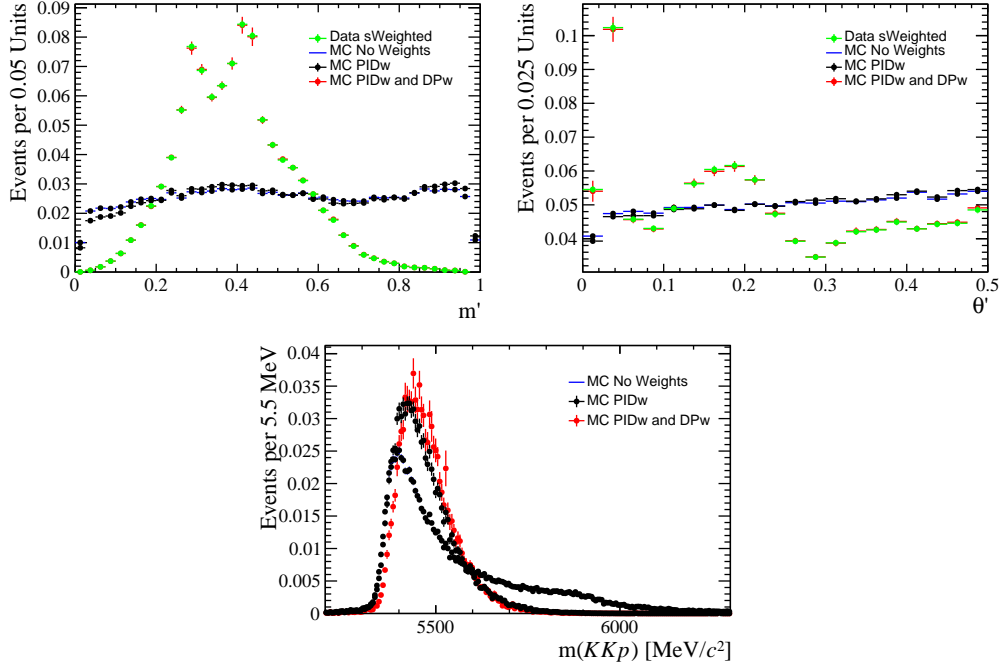 Events per 0.05 Units
0.09
0.08
0.07
0.06
0.05
0.04
0.03
0.02
0.01
0
Data sWeighted
MC No Weights
MC PIDw
MC PIDw and DPw
0 0.2 0.4 0.6 0.8 1
m'
Events per 0.025 Units
0.1
0.09
0.08
0.07
0.06
0.05
0.04
Data sWeighted
MC No Weights
MC PIDw
MC PIDw and DPw
0 0.1 0.2 0.3 0.4 0.5
θ'
Events per 5.5 MeV
0.04
0.035
0.03
0.025
0.02
0.015
0.01
0.005
0
MC No Weights
MC PIDw
MC PIDw and DPw
5500 6000
m(KKp) [MeV/c²]